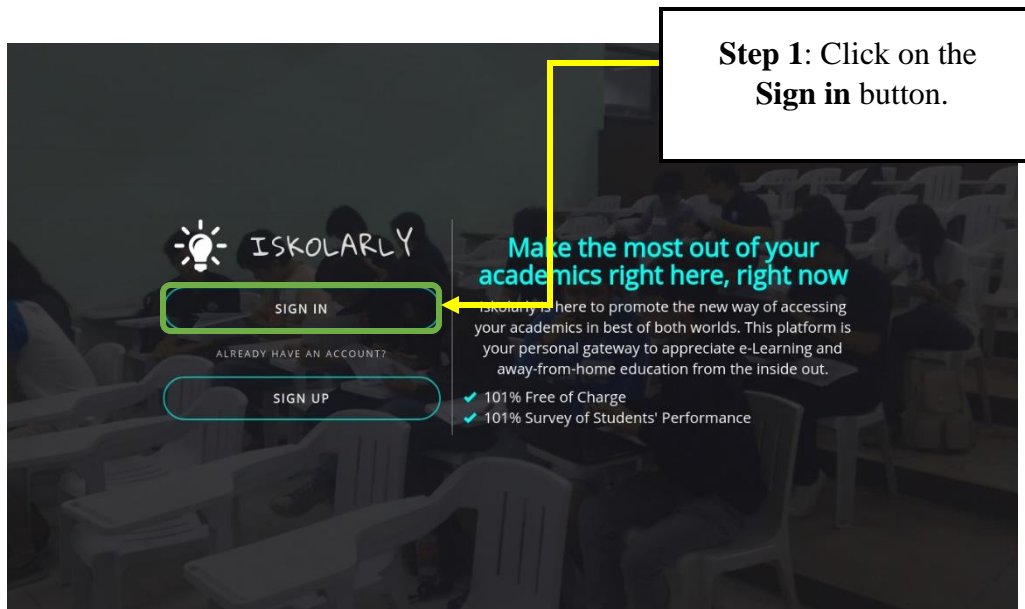 Step 1: Click on the
Sign in button.
ISKOLARLY
SIGN IN
ALREADY HAVE AN ACCOUNT?
SIGN UP
Make the most out of your
academics right here, right now
Iskolarly is here to promote the new way of accessing
your academics in best of both worlds. This platform is
your personal gateway to appreciate e-Learning and
away-from-home education from the inside out.
✔ 101% Free of Charge
✔ 101% Survey of Students' Performance